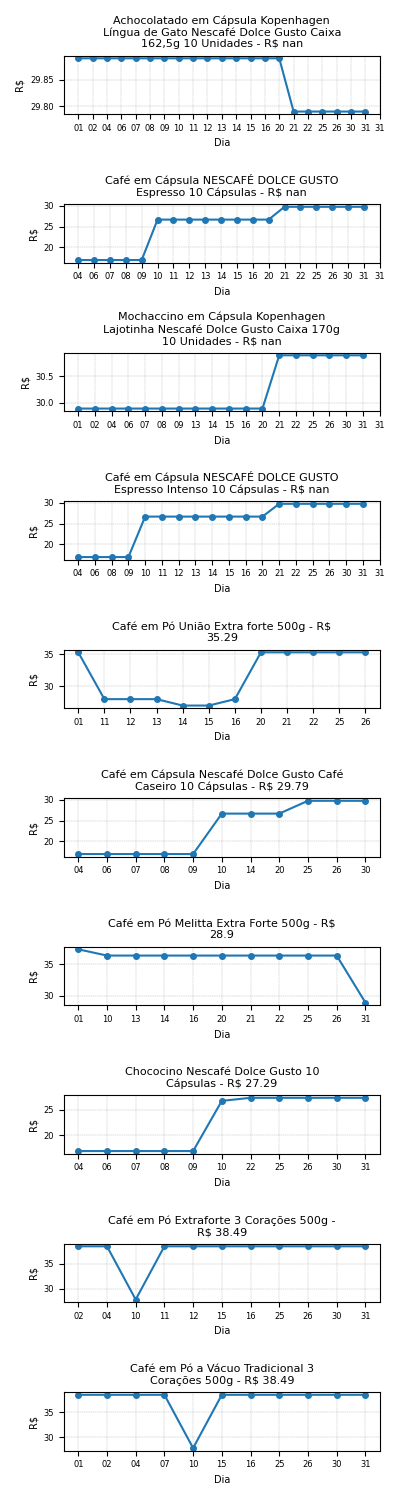 Achocolatado em Cápsula Kopenhagen
Língua de Gato Nescafé Dolce Gusto Caixa
162,5g 10 Unidades - R$ nan
29.85
29.80
R$
01 02 04 06 07 08 09 10 11 12 13 14 15 16 20 21 22 25 26 30 31 31
Dia
Café em Cápsula NESCAFÉ DOLCE GUSTO
Espresso 10 Cápsulas - R$ nan
30
25
20
R$
04 06 07 08 09 10 11 12 13 14 15 16 20 21 22 25 26 30 31 31
Dia
Mochaccino em Cápsula Kopenhagen
Lajotinha Nescafé Dolce Gusto Caixa 170g
10 Unidades - R$ nan
30.5
30.0
R$
01 02 04 06 07 08 09 10 11 12 14 16 20 21 22 25 26 30 31 31
Dia
Café em Cápsula NESCAFÉ DOLCE GUSTO
Espresso Intenso 10 Cápsulas - R$ nan
30
25
20
R$
04 06 08 09 10 11 12 13 14 15 16 20 21 22 25 26 30 31 31
Dia
Café em Pó União Extra forte 500g - R$
35.29
35
30
R$
01 11 12 13 14 15 16 20 21 22 25 26
Dia
Café em Cápsula Nescafé Dolce Gusto Café
Caseiro 10 Cápsulas - R$ 29.79
30
25
20
R$
04 06 07 08 09 10 14 20 25 26 30
Dia
Café em Pó Melitta Extra Forte 500g - R$
28.9
35
30
R$
01 10 13 14 16 20 21 22 25 26 31
Dia
Chococino Nescafé Dolce Gusto 10
Cápsulas - R$ 27.29
25
20
R$
04 06 07 08 09 10 22 25 26 30 31
Dia
Café em Pó Extraforte 3 Corações 500g -
R$ 38.49
35
30
R$
02 04 10 11 12 15 16 25 26 30 31
Dia
Café em Pó a Vácuo Tradicional 3
Corações 500g - R$ 38.49
35
30
R$
01 02 04 07 10 15 16 25 26 30 31
Dia